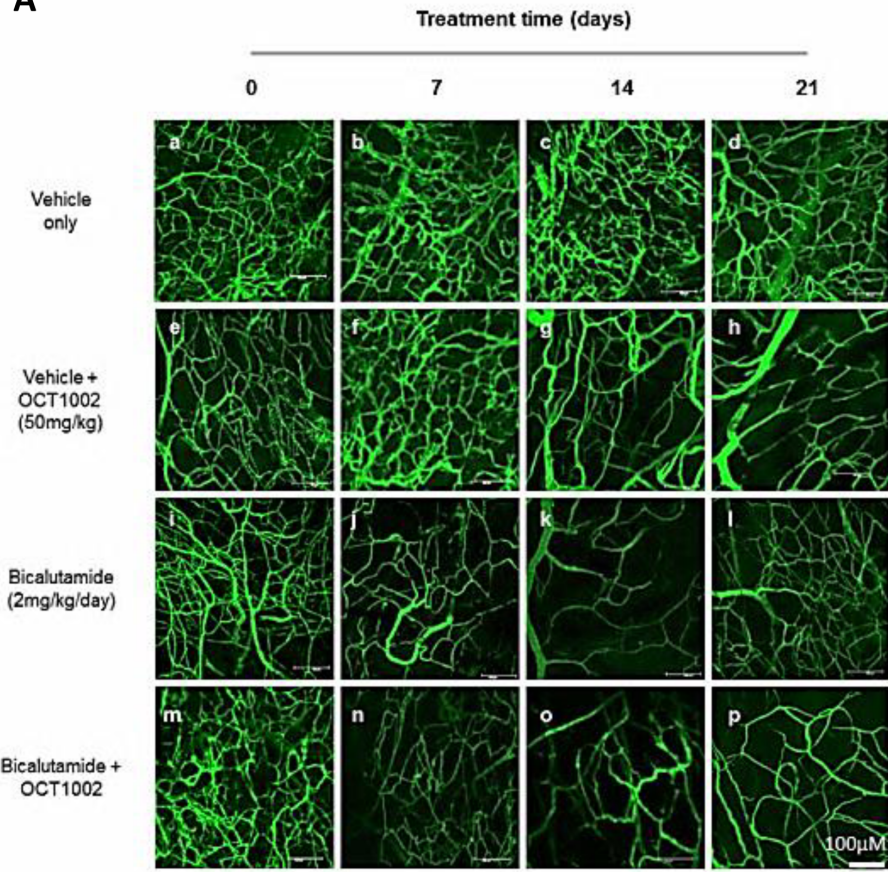 A
Treatment time (days)
0 7 14 21
a b c d
Vehicle
only
e f g h
Vehicle +
OCT1002
(50mg/kg)
i j k l
Bicalutamide
(2mg/kg/day)
m n o p
Bicalutamide +
OCT1002
100µM